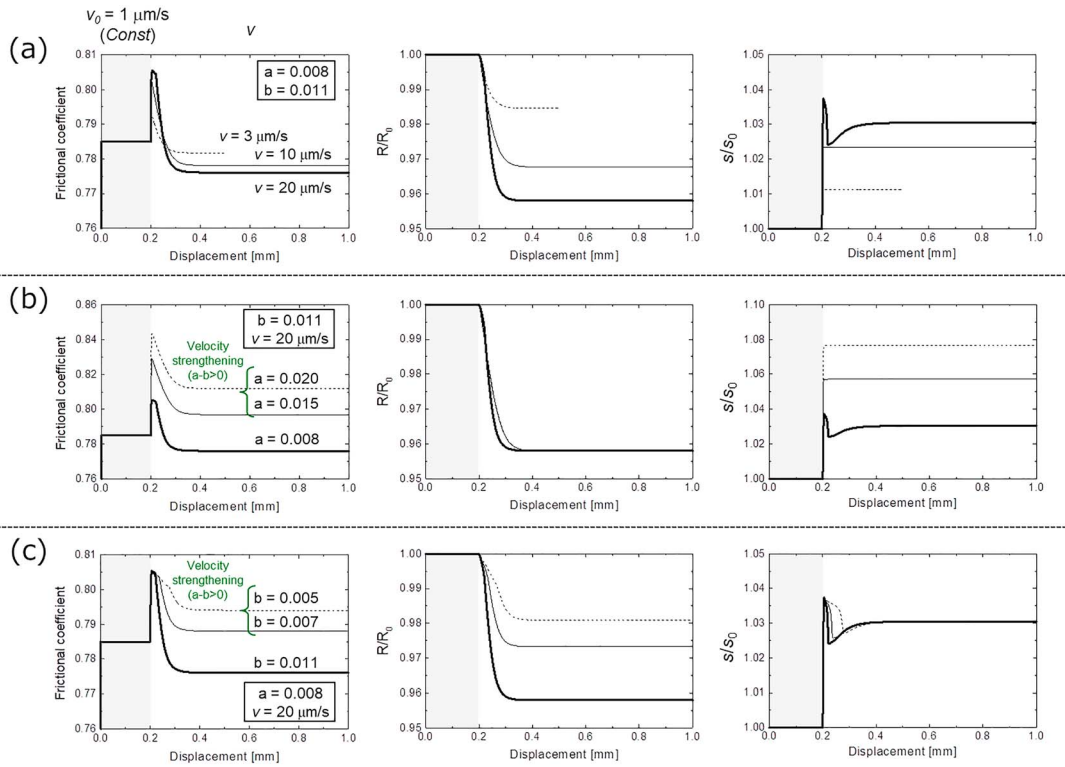 v₀ = 1 μm/s
(Const)
v
(a)
Frictional coefficient
0.81
0.80
0.79
0.78
0.77
0.76
a = 0.008
b = 0.011
v = 3 μm/s
v = 10 μm/s
v = 20 μm/s
0.0 0.2 0.4 0.6 0.8 1.0
Displacement [mm]
R/R₀
1.00
0.99
0.98
0.97
0.96
0.95
0.0 0.2 0.4 0.6 0.8 1.0
Displacement [mm]
s/s₀
1.05
1.04
1.03
1.02
1.01
1.00
0.0 0.2 0.4 0.6 0.8 1.0
Displacement [mm]
(b)
Frictional coefficient
0.86
0.84
0.82
0.80
0.78
0.76
b = 0.011
v = 20 μm/s
Velocity
strengthening
(a-b>0)
a = 0.020
a = 0.015
a = 0.008
0.0 0.2 0.4 0.6 0.8 1.0
Displacement [mm]
R/R₀
1.00
0.99
0.98
0.97
0.96
0.95
0.0 0.2 0.4 0.6 0.8 1.0
Displacement [mm]
s/s₀
1.10
1.08
1.06
1.04
1.02
1.00
0.0 0.2 0.4 0.6 0.8 1.0
Displacement [mm]
(c)
Frictional coefficient
0.81
0.80
0.79
0.78
0.77
0.76
Velocity
strengthening
(a-b>0)
b = 0.005
b = 0.007
b = 0.011
a = 0.008
v = 20 μm/s
0.0 0.2 0.4 0.6 0.8 1.0
Displacement [mm]
R/R₀
1.00
0.99
0.98
0.97
0.96
0.95
0.0 0.2 0.4 0.6 0.8 1.0
Displacement [mm]
s/s₀
1.05
1.04
1.03
1.02
1.01
1.00
0.0 0.2 0.4 0.6 0.8 1.0
Displacement [mm]